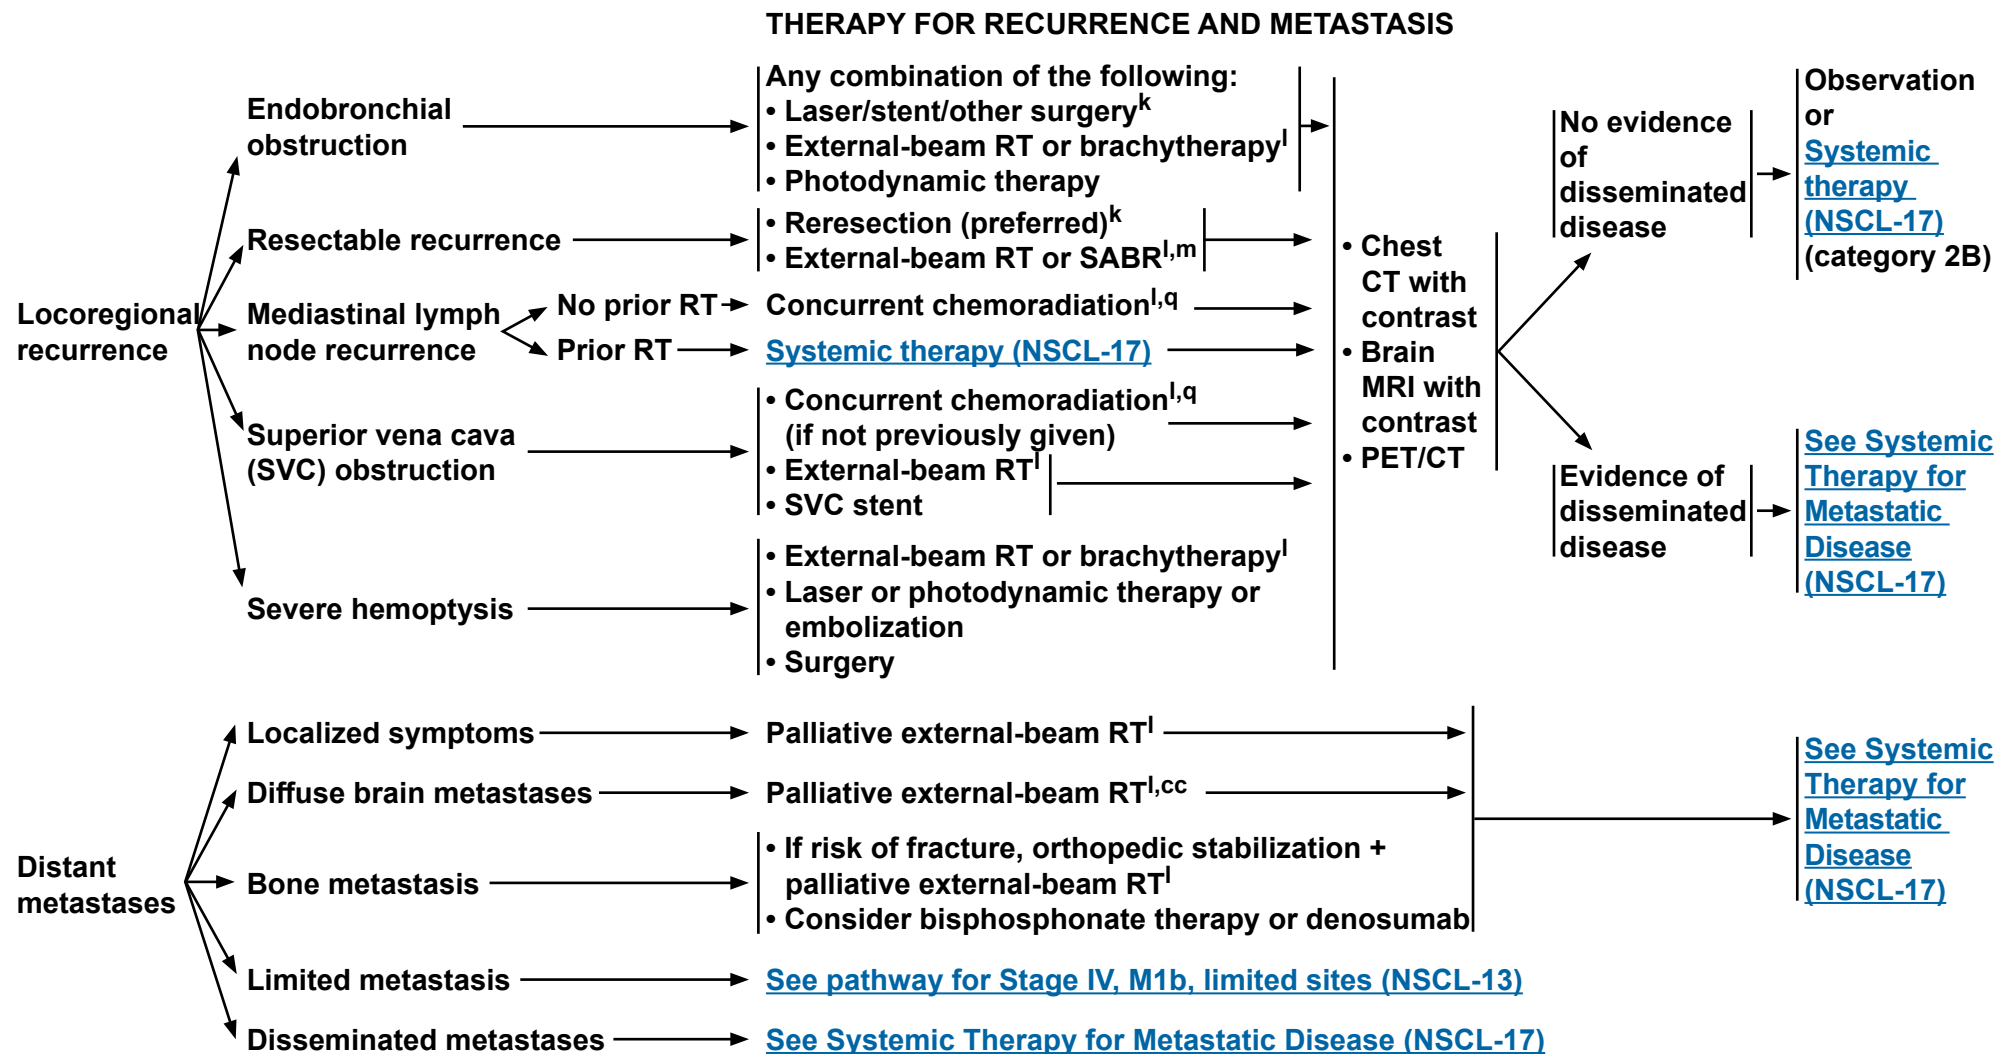 THERAPY FOR RECURRENCE AND METASTASIS
Locoregional
recurrence
Endobronchial
obstruction
Any combination of the following:
• Laser/stent/other surgeryk
• External-beam RT or brachytherapyl
• Photodynamic therapy
Resectable recurrence
• Reresection (preferred)k
• External-beam RT or SABRl,m
Mediastinal lymph
node recurrence
No prior RT
Concurrent chemoradiationl,q
Prior RT
Systemic therapy (NSCL-17)
Superior vena cava
(SVC) obstruction
• Concurrent chemoradiationl,q
(if not previously given)
• External-beam RTl
• SVC stent
Severe hemoptysis
• External-beam RT or brachytherapyl
• Laser or photodynamic therapy or
embolization
• Surgery
• Chest
CT with
contrast
• Brain
MRI with
contrast
• PET/CT
No evidence
of
disseminated
disease
Observation
or
Systemic
therapy
(NSCL-17)
(category 2B)
Evidence of
disseminated
disease
See Systemic
Therapy for
Metastatic
Disease
(NSCL-17)
Distant
metastases
Localized symptoms
Palliative external-beam RTl
Diffuse brain metastases
Palliative external-beam RTl,cc
Bone metastasis
• If risk of fracture, orthopedic stabilization +
palliative external-beam RTl
• Consider bisphosphonate therapy or denosumab
See Systemic
Therapy for
Metastatic
Disease
(NSCL-17)
Limited metastasis
See pathway for Stage IV, M1b, limited sites (NSCL-13)
Disseminated metastases
See Systemic Therapy for Metastatic Disease (NSCL-17)